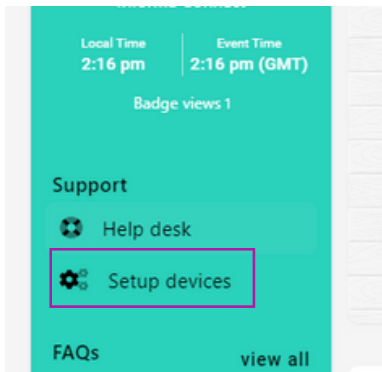 Local Time Event Time
2:16 pm 2:16 pm (GMT)
Badge views 1
Support
Help desk
Setup devices
FAQs view all